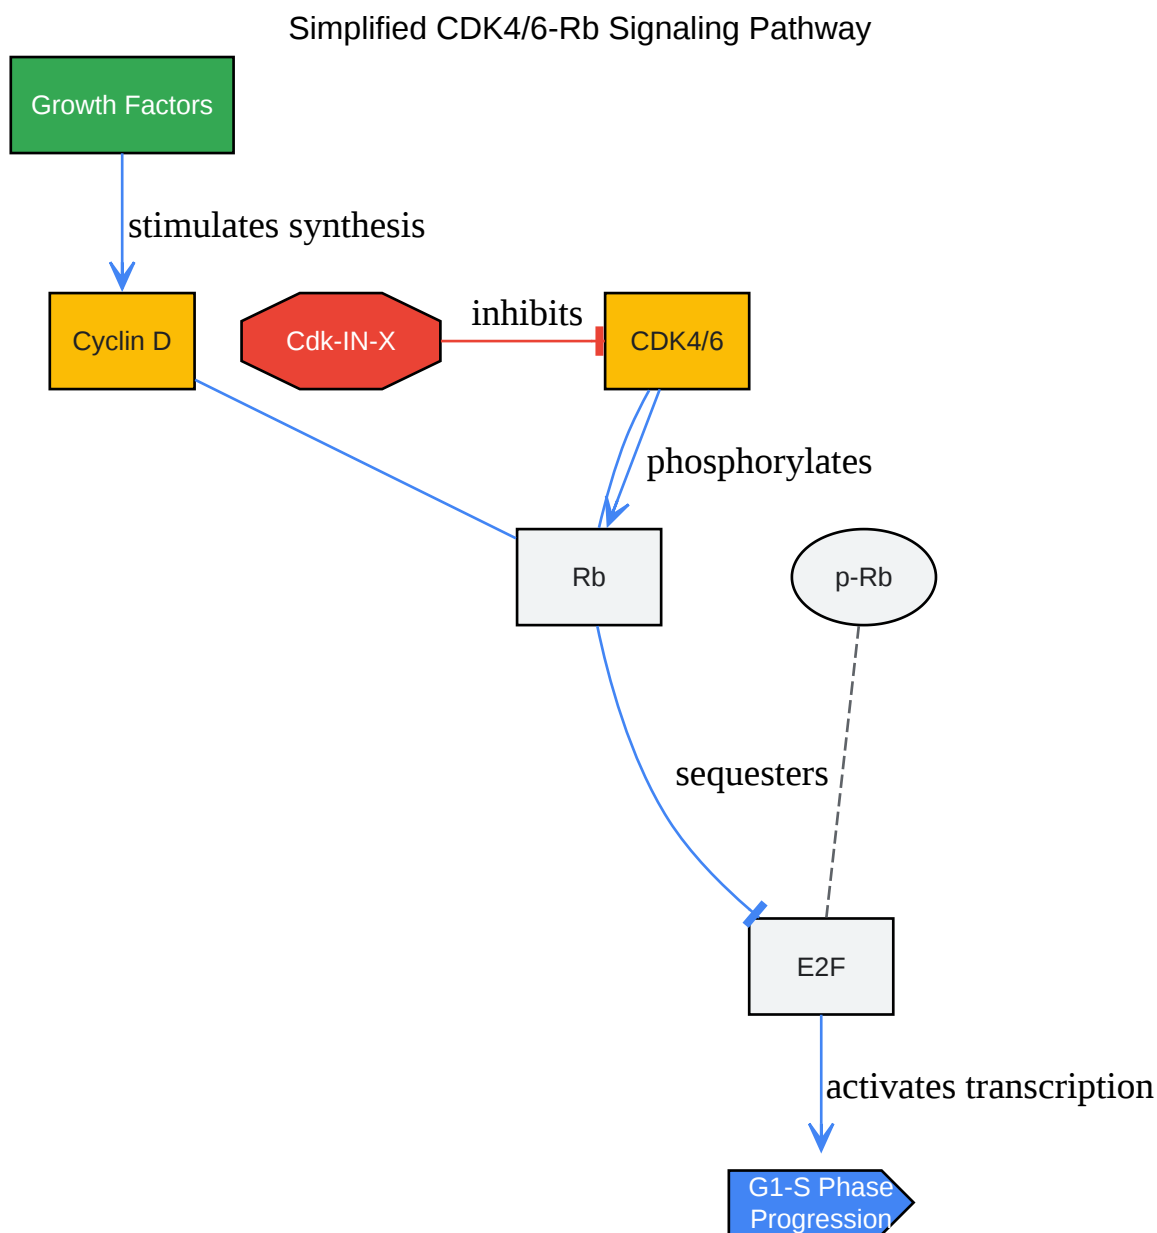 Simplified CDK4/6-Rb Signaling Pathway
Growth Factors
stimulates synthesis
Cyclin D
Cdk-IN-X
inhibits
CDK4/6
phosphorylates
Rb
p-Rb
sequesters
E2F
activates transcription
G1-S Phase
Progression